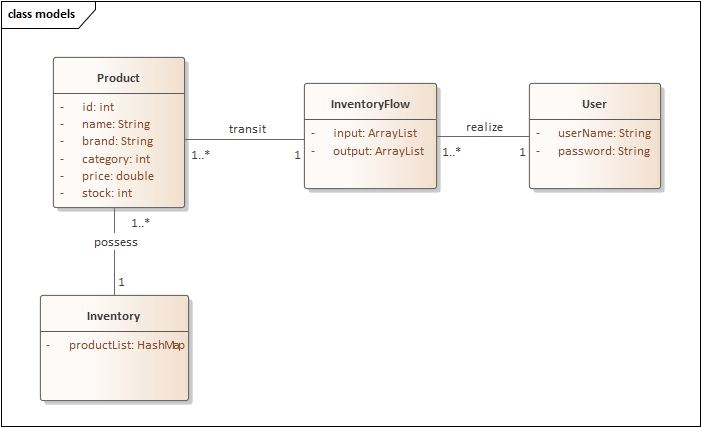 class models
Product
- id: int
- name: String
- brand: String
- category: int
- price: double
- stock: int
transit
1..*
1
InventoryFlow
- input: ArrayList
- output: ArrayList
realize
1..*
1
User
- userName: String
- password: String
1..*
possess
1
Inventory
- productList: HashMap